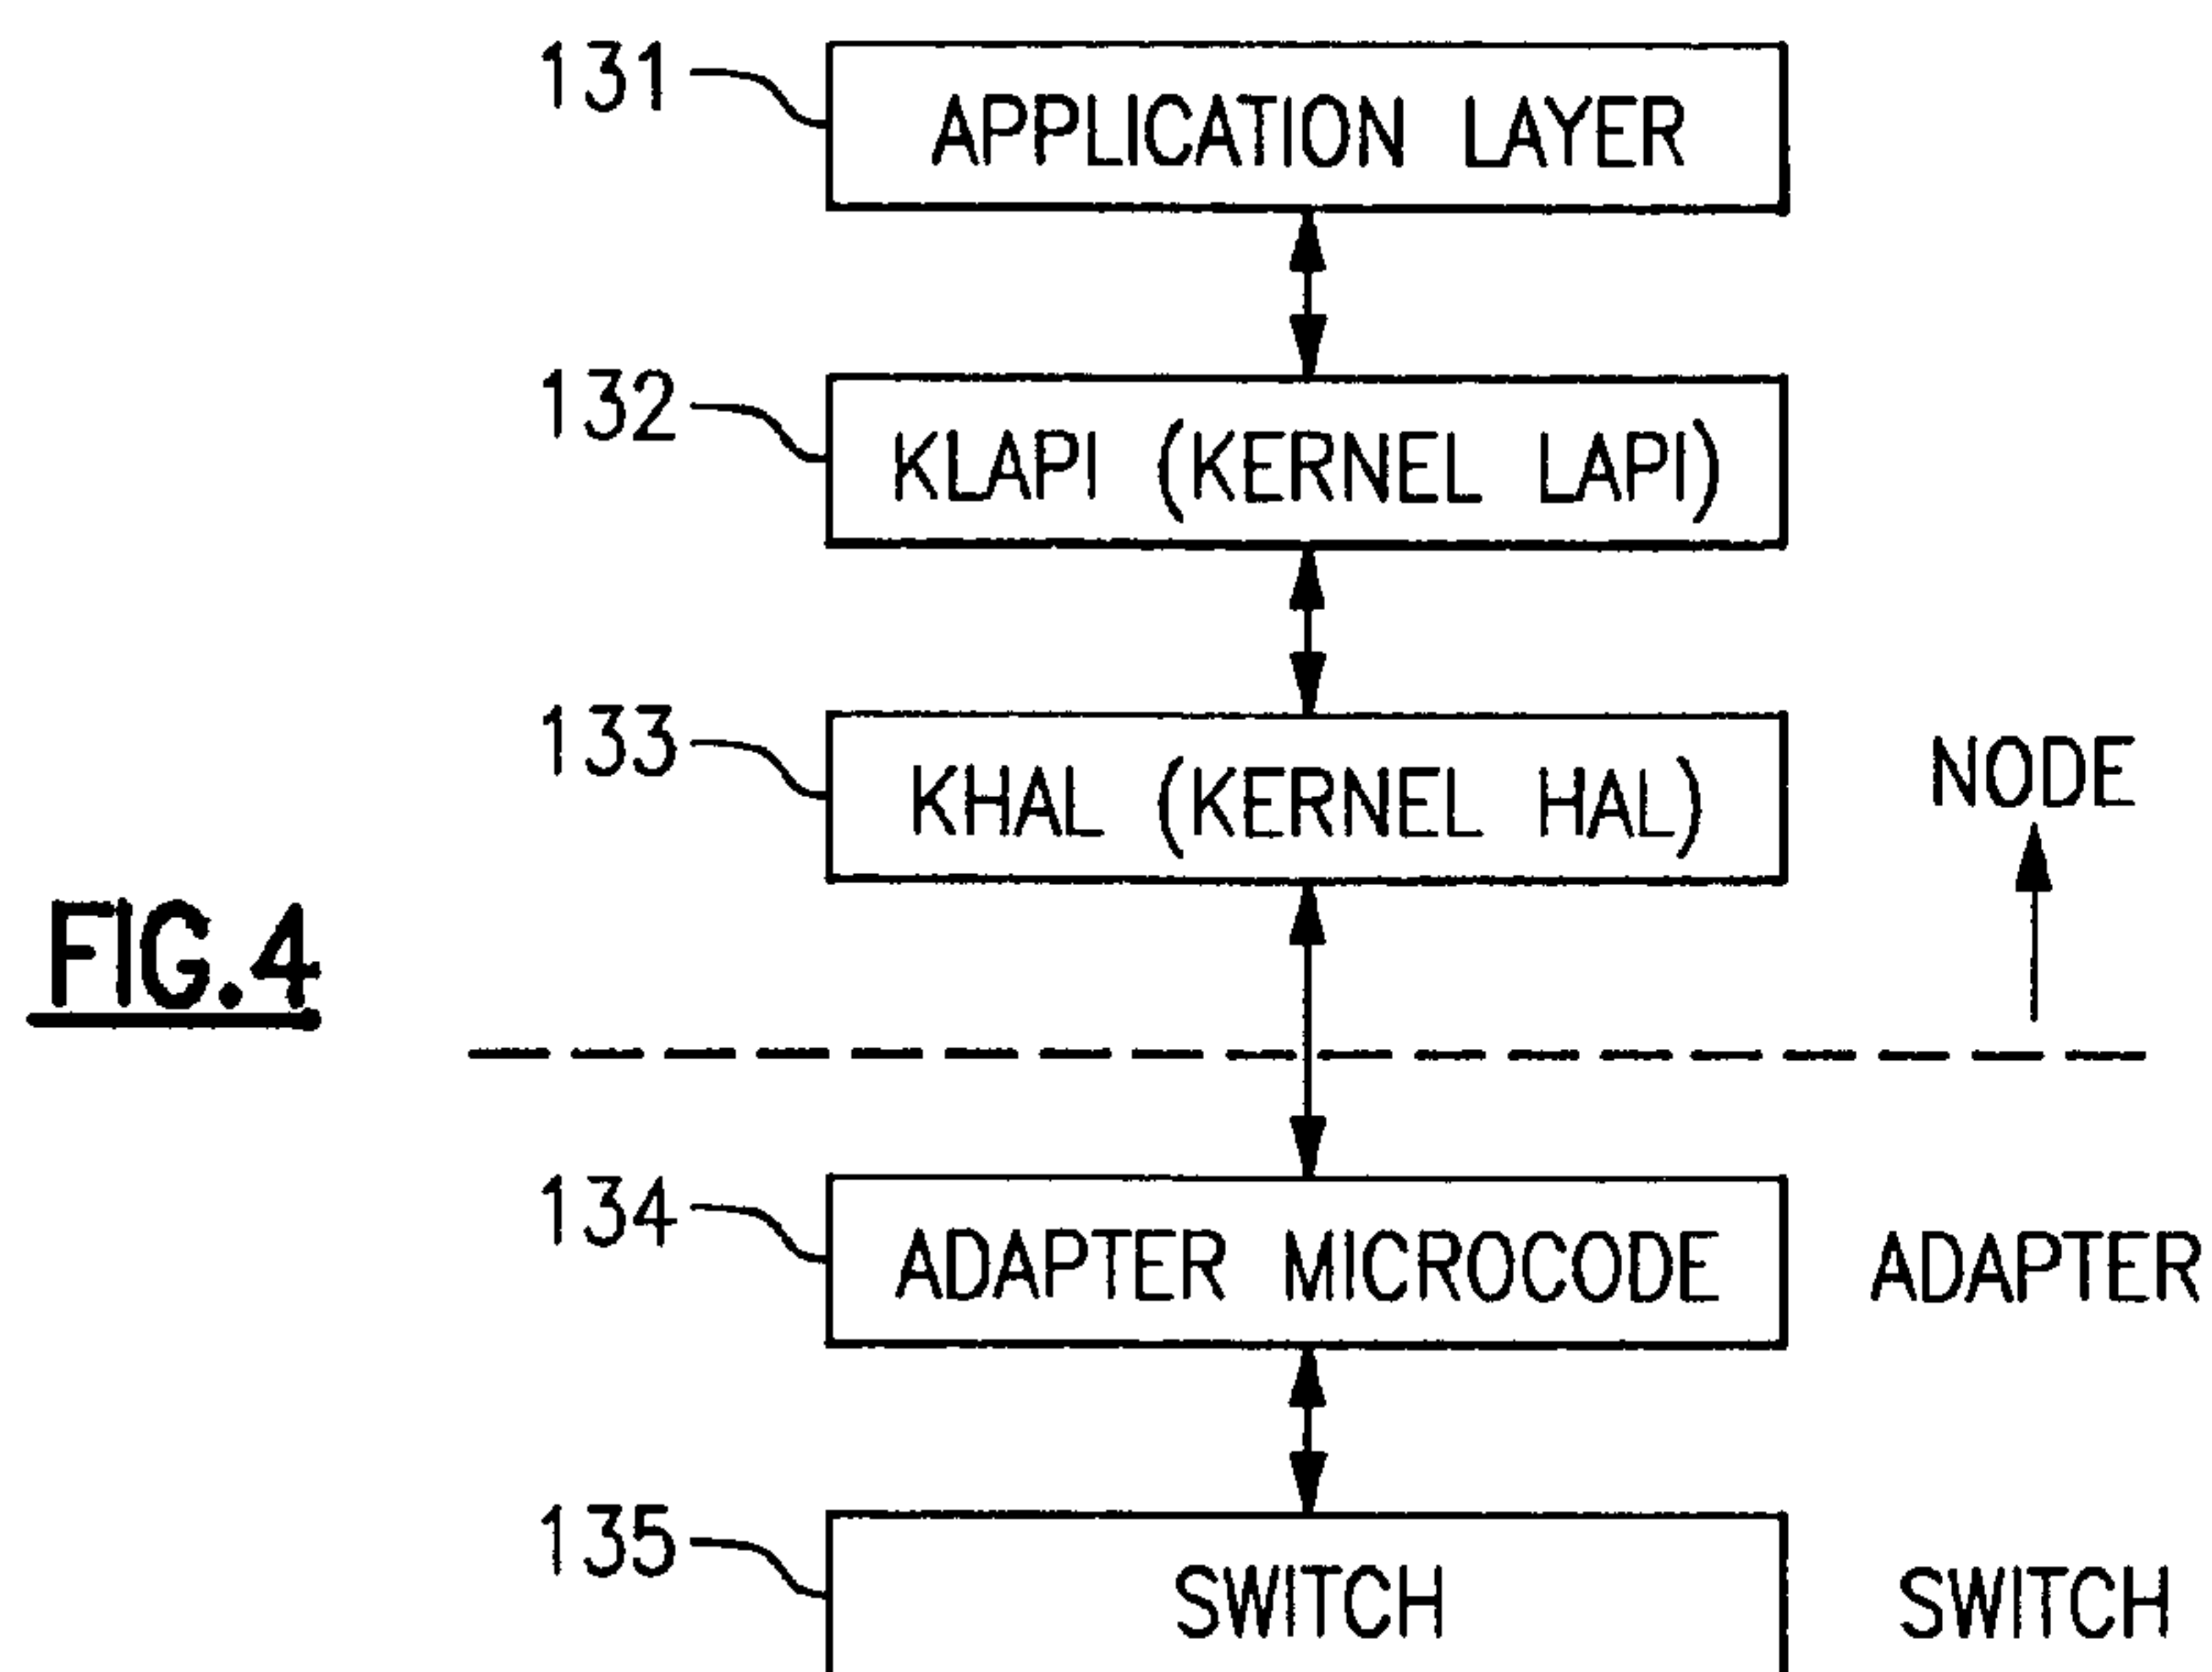 131
APPLICATION LAYER
132
KLAPI (KERNEL LAPI)
133
KHAL (KERNEL HAL)
NODE
FIG.4
134
ADAPTER MICROCODE
ADAPTER
135
SWITCH
SWITCH